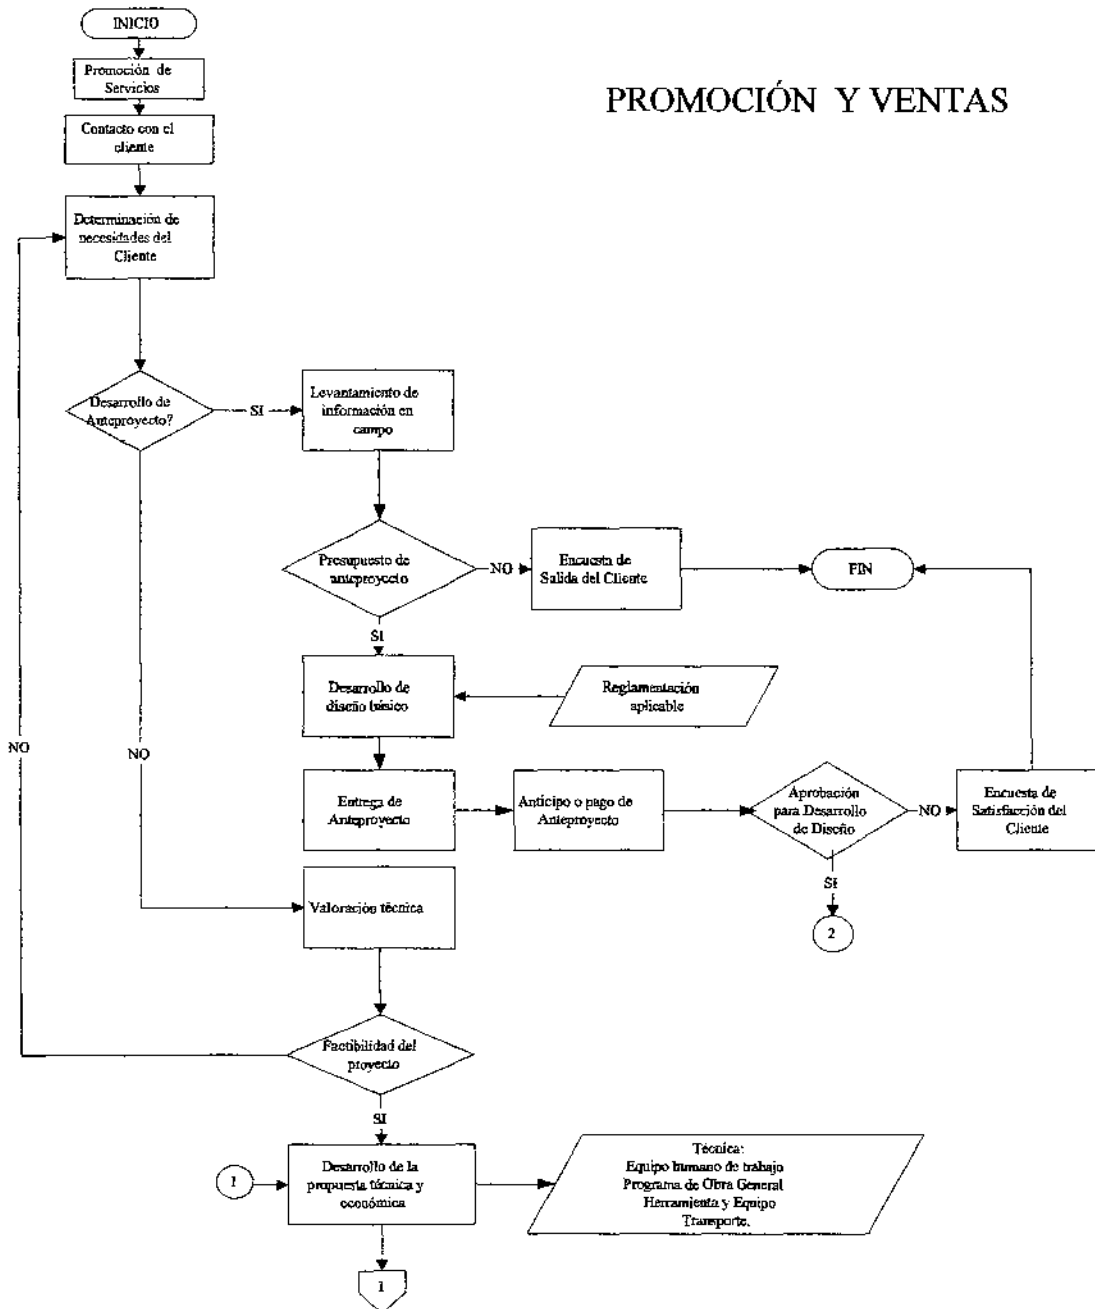 INICIO
Promoción de
Servicios
PROMOCIÓN Y VENTAS
Contacto con el
cliente
Determinación de
necesidades del
Cliente
Desarrollo de
Anteproyecto?
SI
Levantamiento de
información en
campo
Presupuesto de
anteproyecto
NO
Encuesta de
Salida del Cliente
FIN
SI
Desarrollo de
diseño básico
Reglamentación
aplicable
NO
NO
Entrega de
Anteproyecto
Anticipo o pago de
Anteproyecto
Aprobación
para Desarrollo
de Diseño
NO
Encuesta de
Satisfacción del
Cliente
SI
2
Valoración técnica
Factibilidad del
proyecto
SI
1
Desarrollo de la
propuesta técnica y
económica
Técnica:
Equipo humano de trabajo
Programa de Obra General
Herramienta y Equipo
Transporte.
1